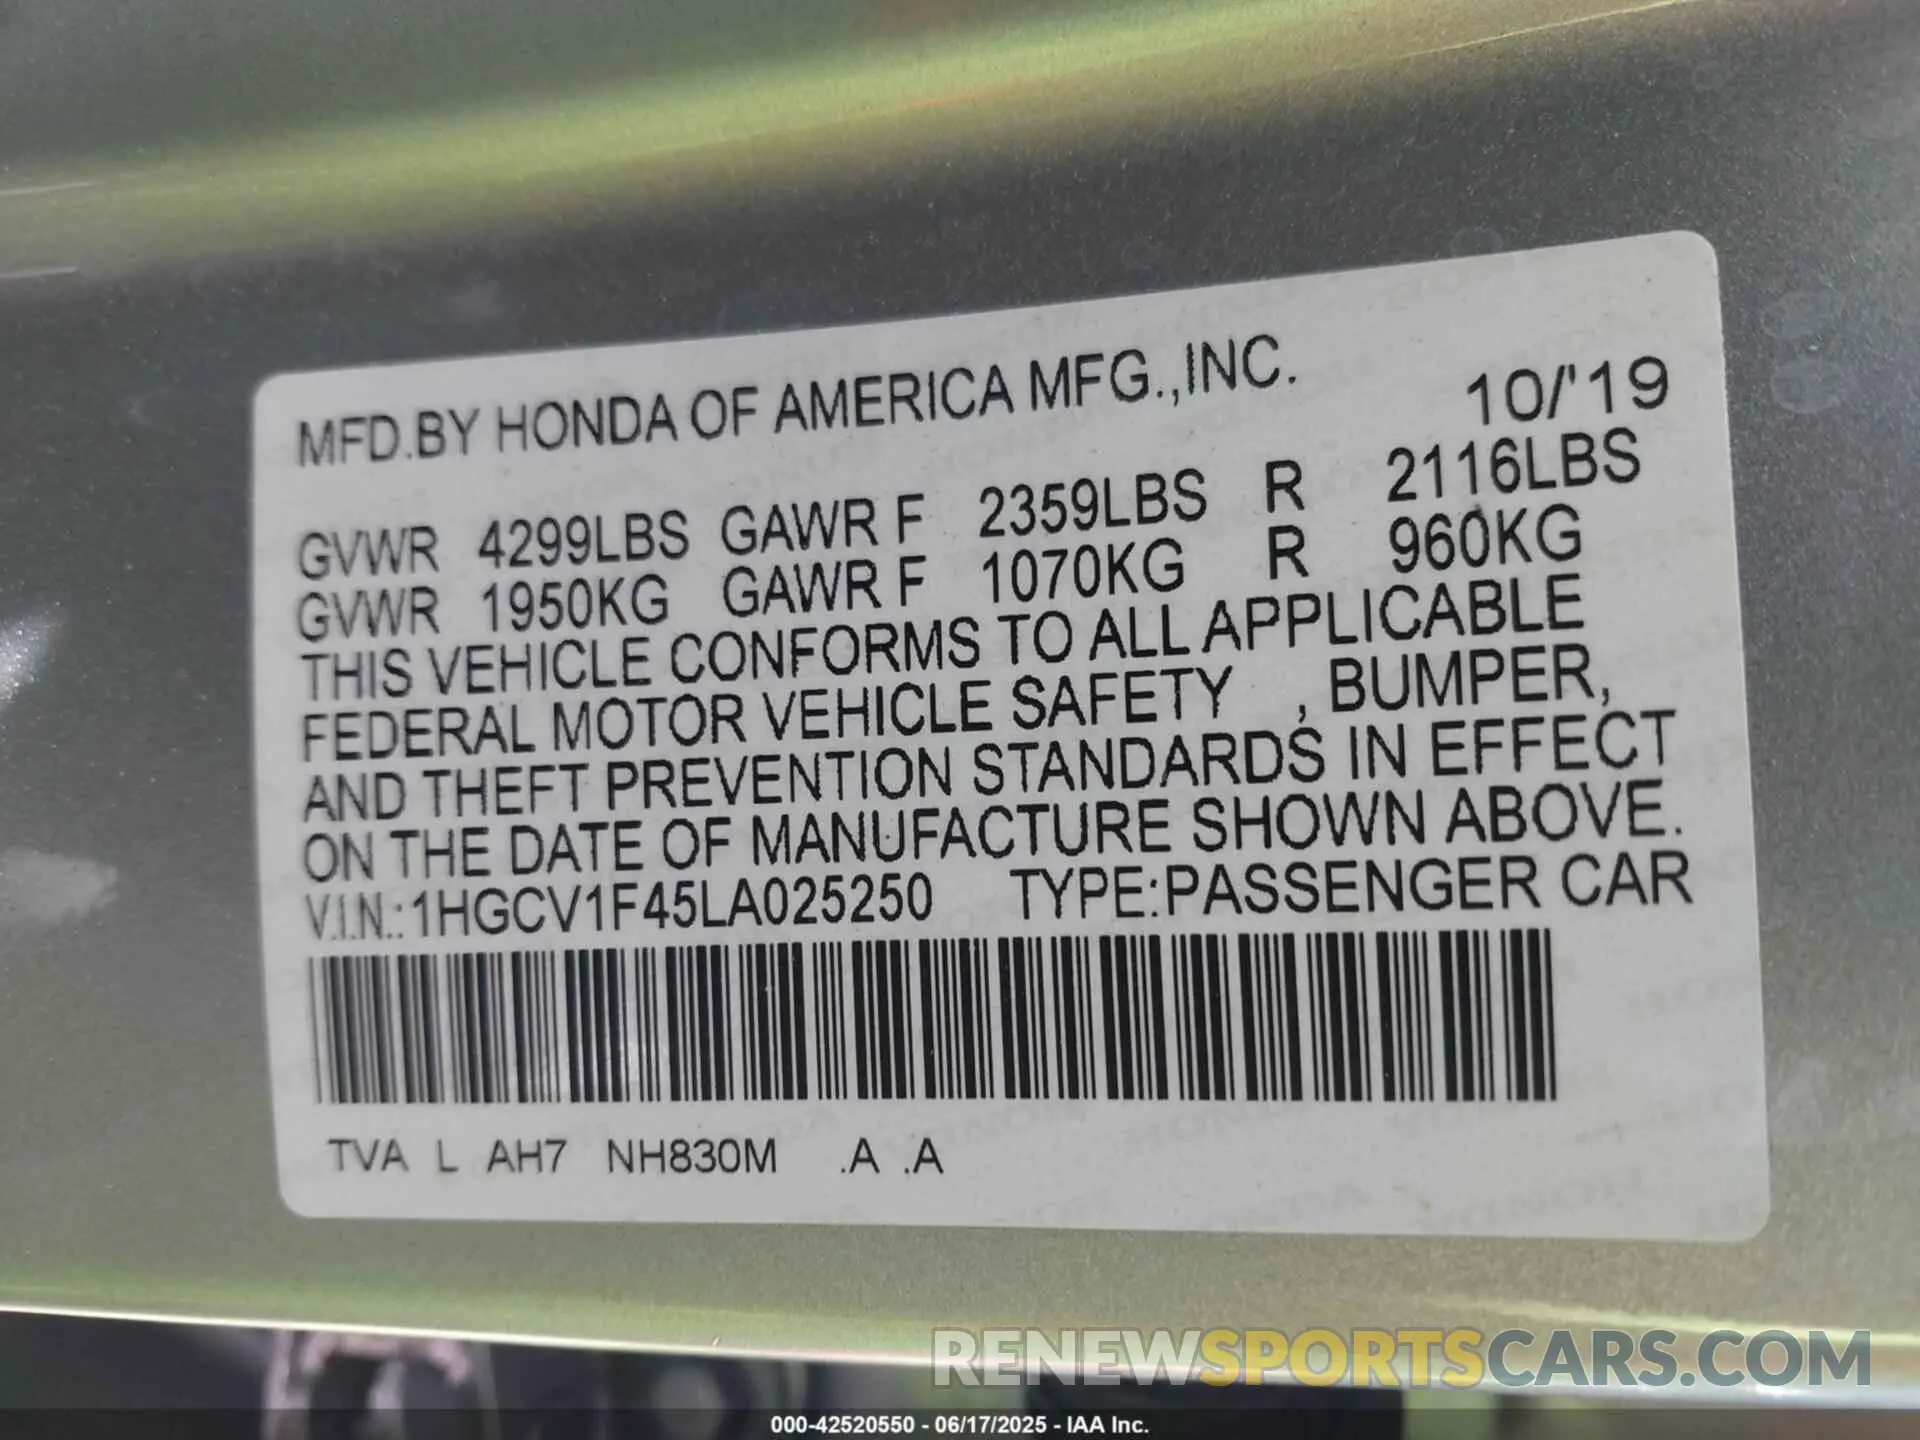 MFD.BY HONDA OF AMERICA MFG.,INC. 10/'19
GVWR 4299LBS GAWR F 2359LBS R 2116LBS
GVWR 1950KG GAWR F 1070KG R 960KG
THIS VEHICLE CONFORMS TO ALL APPLICABLE
FEDERAL MOTOR VEHICLE SAFETY , BUMPER,
AND THEFT PREVENTION STANDARDS IN EFFECT
ON THE DATE OF MANUFACTURE SHOWN ABOVE.
V.I.N.:1HGCV1F45LA025250 TYPE:PASSENGER CAR
TVA L AH7 NH830M .A .A
RENEWSPORTSCARS.COM
000-42520550 - 06/17/2025 - IAA Inc.